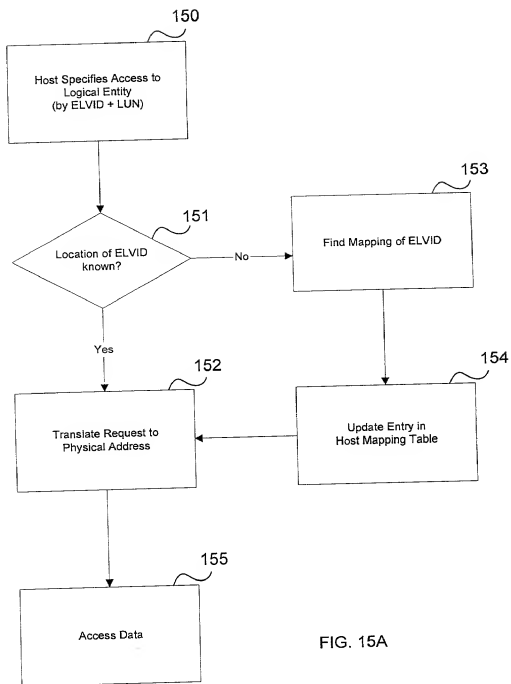 150
Host Specifies Access to
Logical Entity
(by ELVID + LUN)
151
Location of ELVID
known?
No
153
Find Mapping of ELVID
Yes
152
Translate Request to
Physical Address
154
Update Entry in
Host Mapping Table
155
Access Data
FIG. 15A